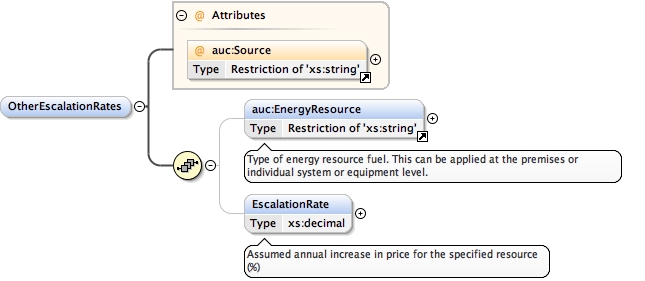 @ Attributes
@ auc:Source
Type Restriction of 'xs:string'
OtherEscalationRates
auc:EnergyResource
Type Restriction of 'xs:string'
Type of energy resource fuel. This can be applied at the premises or
individual system or equipment level.
EscalationRate
Type xs:decimal
Assumed annual increase in price for the specified resource
(%)